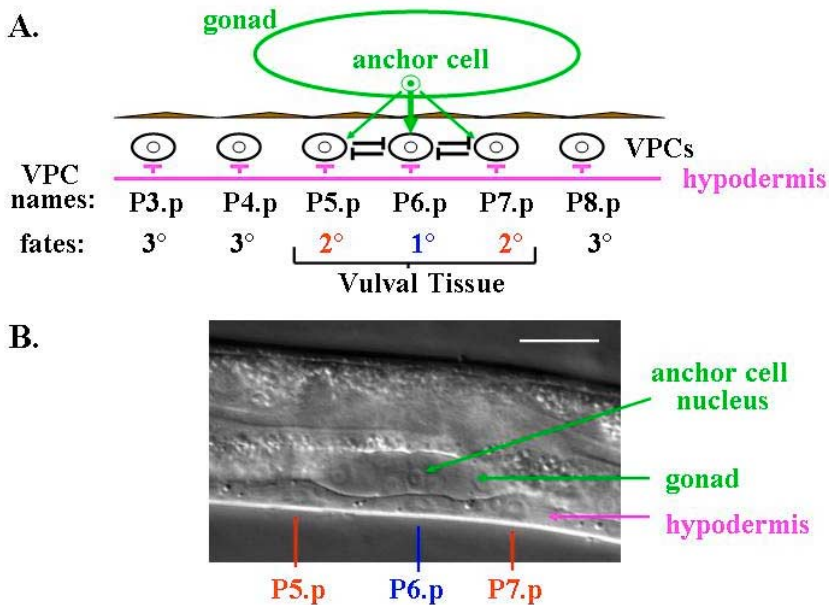 A.
gonad
anchor cell
VPCs
VPC
names:
hypodermis
P3.p P4.p P5.p P6.p P7.p P8.p
fates: 3° 3° 2° 1° 2° 3°
Vulval Tissue
B.
anchor cell
nucleus
gonad
hypodermis
P5.p P6.p P7.p